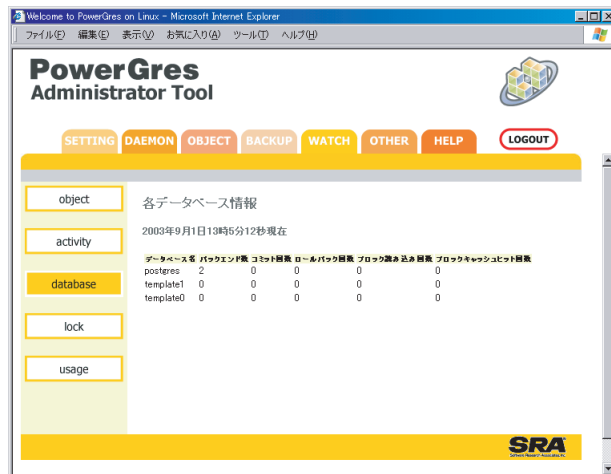 Welcome to PowerGres on Linux - Microsoft Internet Explorer
ファイル(F) 編集(E) 表示(V) お気に入り(A) ツール(T) ヘルプ(H)
PowerGres
Administrator Tool
SETTING DAEMON OBJECT BACKUP WATCH OTHER HELP LOGOUT
object
各データベース情報
2003年9月1日13時5分12秒現在
activity
データベース名 バックエンド数 コミット回数 ロールバック回数 ブロック読み込み回数 ブロックキャッシュヒット回数
postgres 2 0 0 0 0
template1 0 0 0 0 0
template0 0 0 0 0 0
database
lock
usage
SRA
Software Research Associates, Inc.